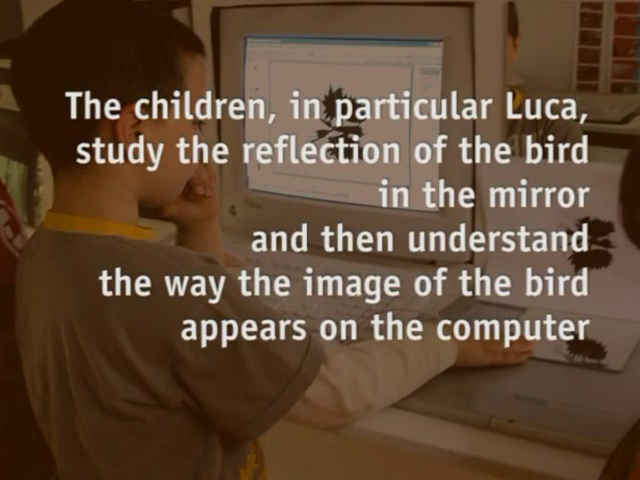 The children, in particular Luca,
study the reflection of the bird
in the mirror
and then understand
the way the image of the bird
appears on the computer